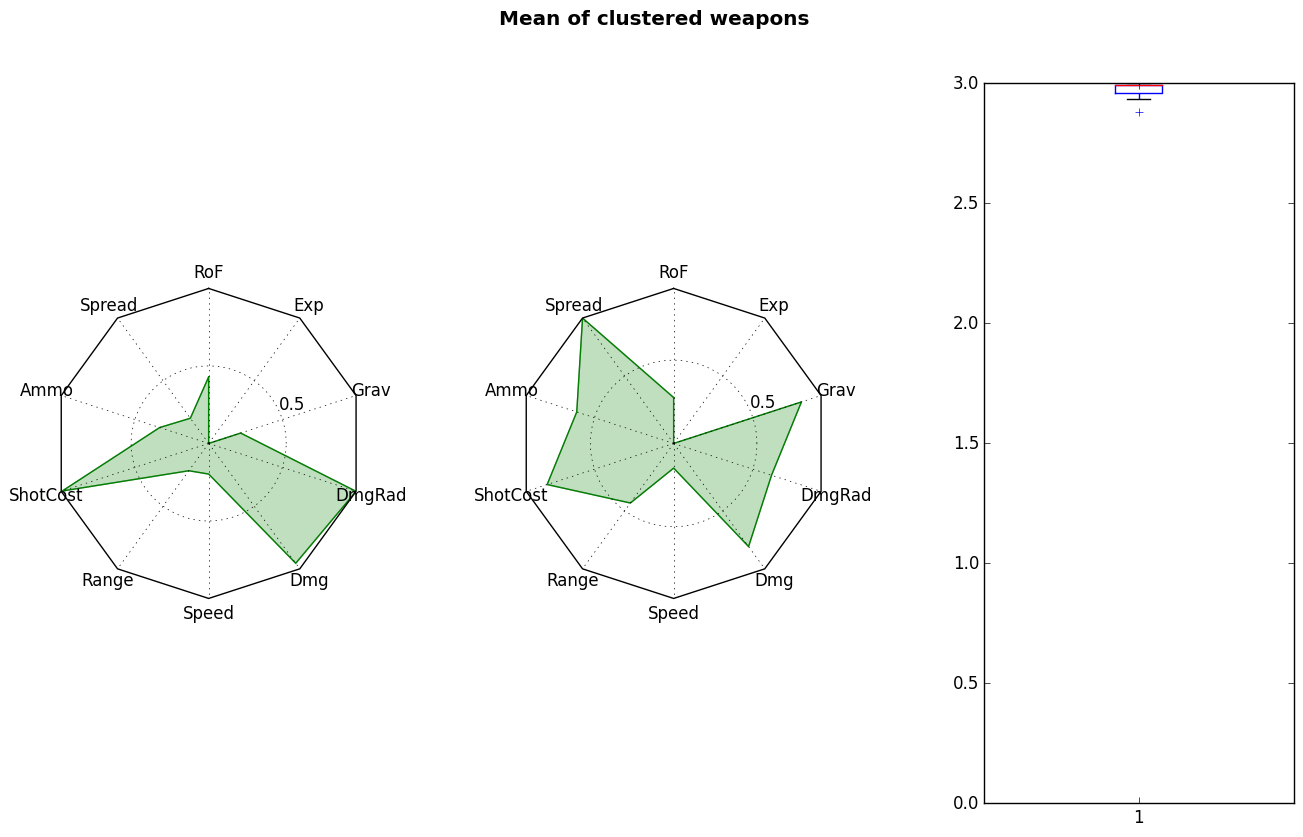 Mean of clustered weapons
RoF
Spread
Exp
Ammo
Grav
0.5
ShotCost
DmgRad
Range
Dmg
Speed
RoF
Spread
Exp
Ammo
Grav
0.5
ShotCost
DmgRad
Range
Dmg
Speed
3.0
2.5
2.0
1.5
1.0
0.5
0.0
1